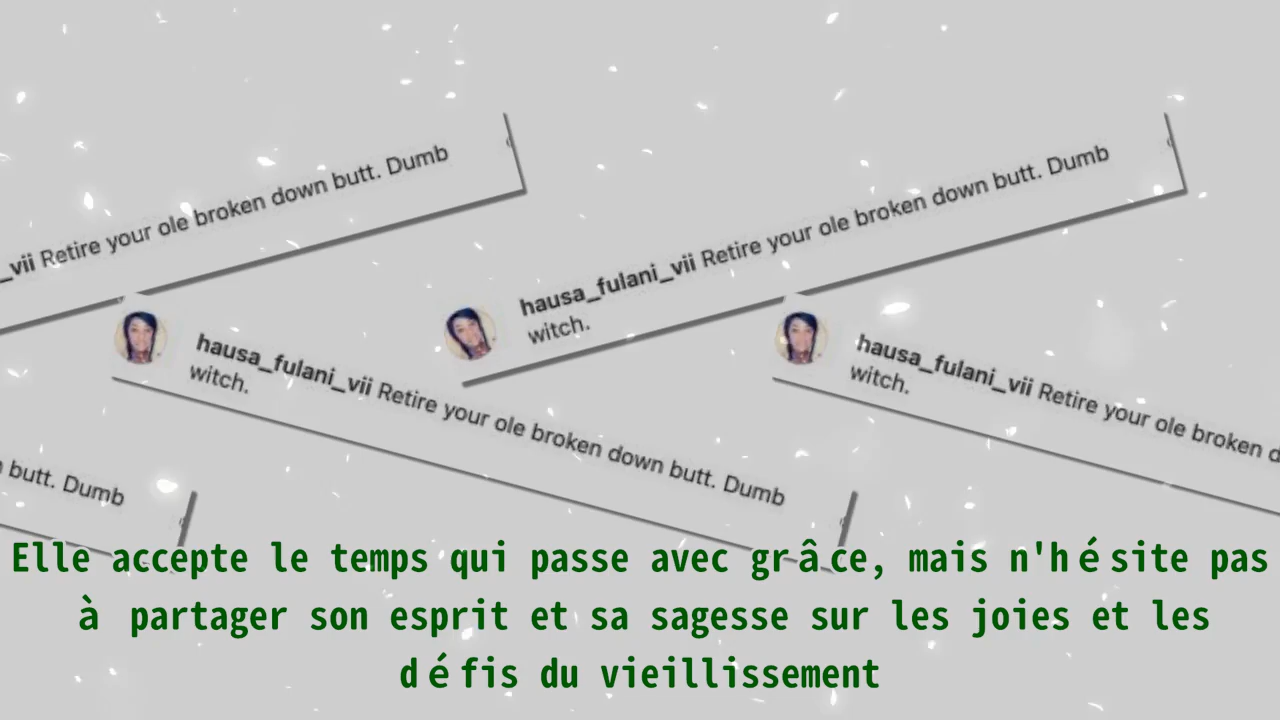 _vii Retire your ole broken down butt. Dumb
hausa_fulani_vii Retire your ole broken down butt. Dumb
witch.
hausa_fulani_vii Retire your ole broken down butt. Dumb
witch.
hausa_fulani_vii Retire your ole broken d
witch.
butt. Dumb
Elle accepte le temps qui passe avec grâce, mais n'hésite pas
à partager son esprit et sa sagesse sur les joies et les
défis du vieillissement